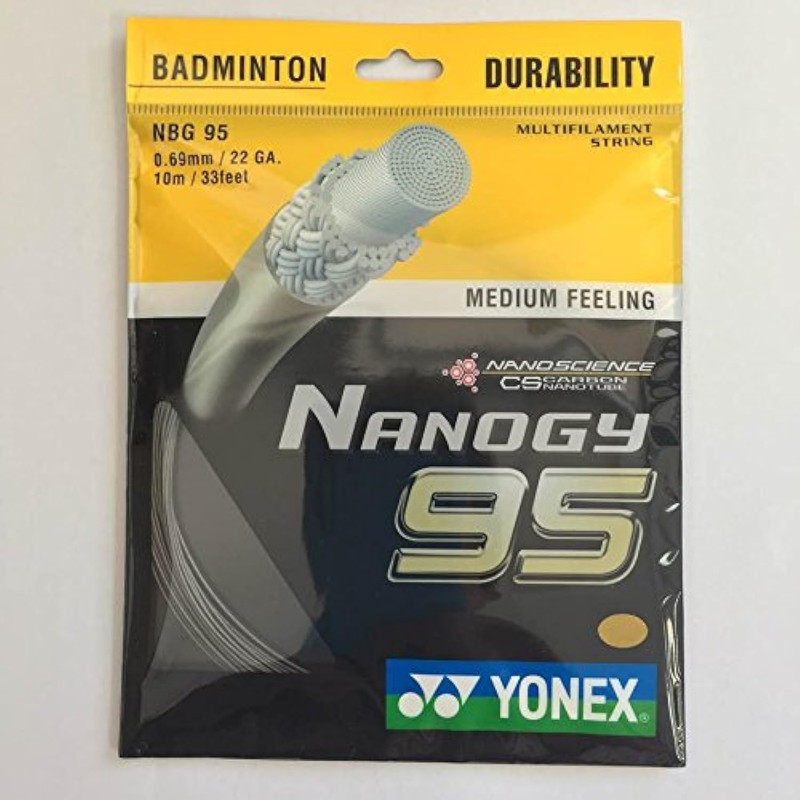 BADMINTON
DURABILITY
NBG 95
0.69mm / 22 GA.
10m / 33feet
MULTIFILAMENT
STRING
MEDIUM FEELING
NANOSCIENCE
CS CARBON
NANOTUBE
NANOGY
95
YONEX®